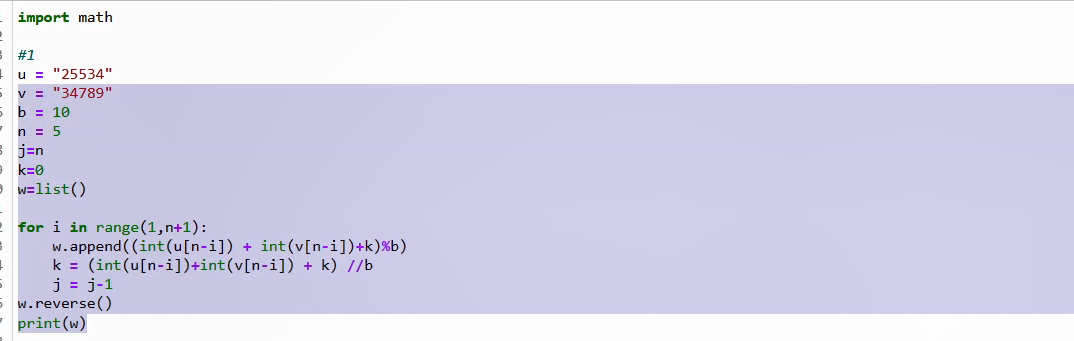 import math
#1
u = "25534"
v = "34789"
b = 10
n = 5
j=n
k=0
w=list()
for i in range(1,n+1):
    w.append((int(u[n-i]) + int(v[n-i])+k)%b)
    k = (int(u[n-i])+int(v[n-i]) + k) //b
    j = j-1
w.reverse()
print(w)